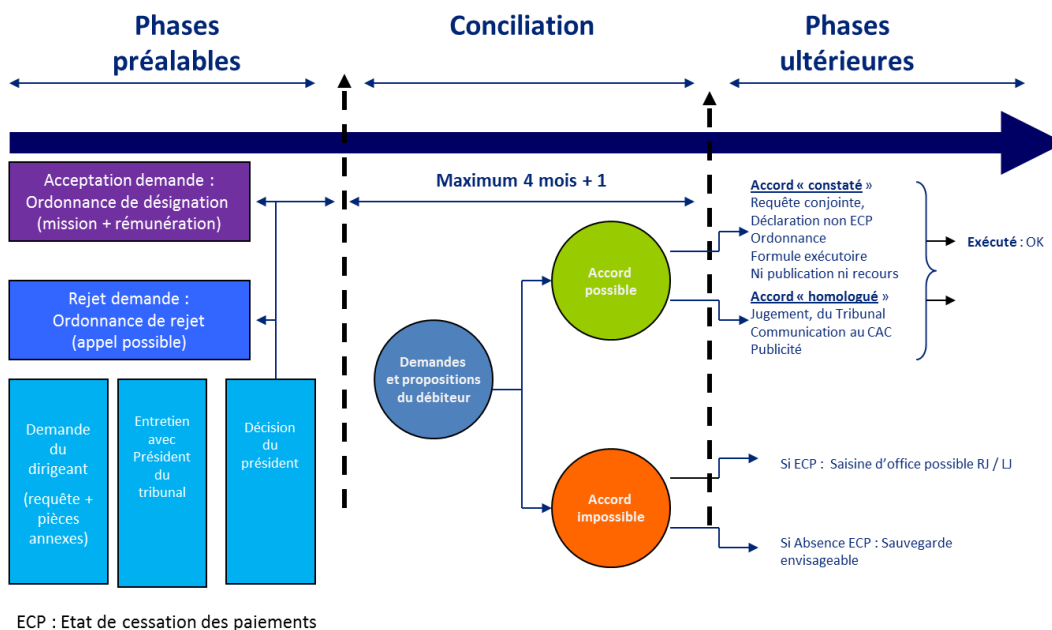 Phases
préalables
Conciliation
Phases
ultérieures
Acceptation demande :
Ordonnance de désignation
(mission + rémunération)
Rejet demande :
Ordonnance de rejet
(appel possible)
Demande
du
dirigeant
(requête +
pièces
annexes)
Entretien
avec
Président
du
tribunal
Décision
du
président
Maximum 4 mois + 1
Demandes
et propositions
du débiteur
Accord
possible
Accord
impossible
Accord « constaté »
Requête conjointe,
Déclaration non ECP
Ordonnance
Formule exécutoire
Ni publication ni recours
Accord « homologué »
Jugement, du Tribunal
Communication au CAC
Publicité
Exécuté : OK
Si ECP : Saisine d'office possible RJ / LJ
Si Absence ECP : Sauvegarde
envisageable
ECP : Etat de cessation des paiements